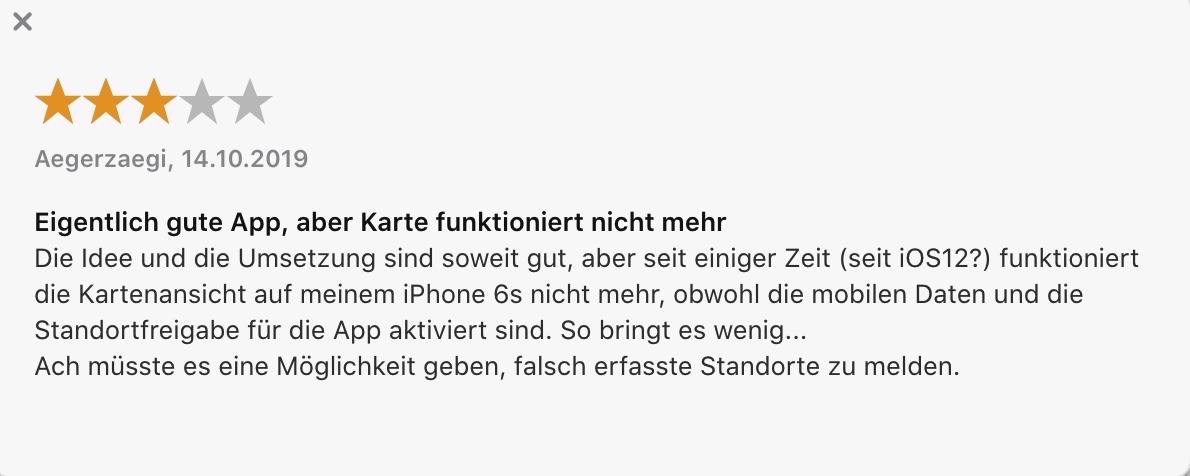 Aegerzaegi, 14.10.2019
Eigentlich gute App, aber Karte funktioniert nicht mehr
Die Idee und die Umsetzung sind soweit gut, aber seit einiger Zeit (seit iOS12?) funktioniert
die Kartenansicht auf meinem iPhone 6s nicht mehr, obwohl die mobilen Daten und die
Standortfreigabe für die App aktiviert sind. So bringt es wenig...
Ach müsste es eine Möglichkeit geben, falsch erfasste Standorte zu melden.